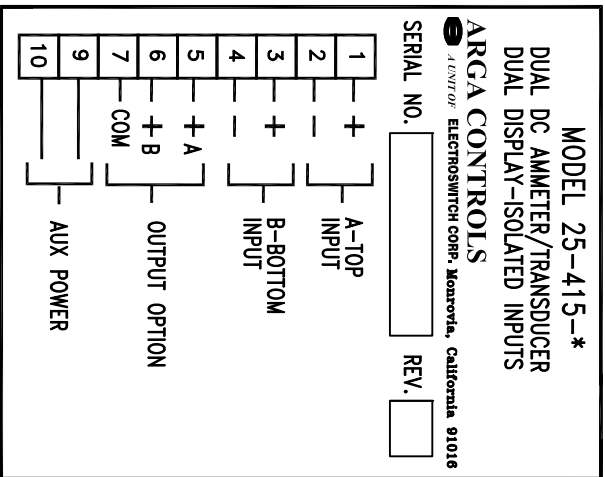 MODEL 25-415-*
DUAL DC AMMETER/TRANSDUCER
DUAL DISPLAY-ISOLATED INPUTS
ARGA CONTROLS
A UNIT OF ELECTROSWITCH CORP. Monrovia, California 91016
SERIAL NO.
REV.
1 +
2 -
A-TOP
INPUT
3 +
4 -
B-BOTTOM
INPUT
5 + A
6 + B
7 COM
OUTPUT OPTION
9
10
AUX POWER